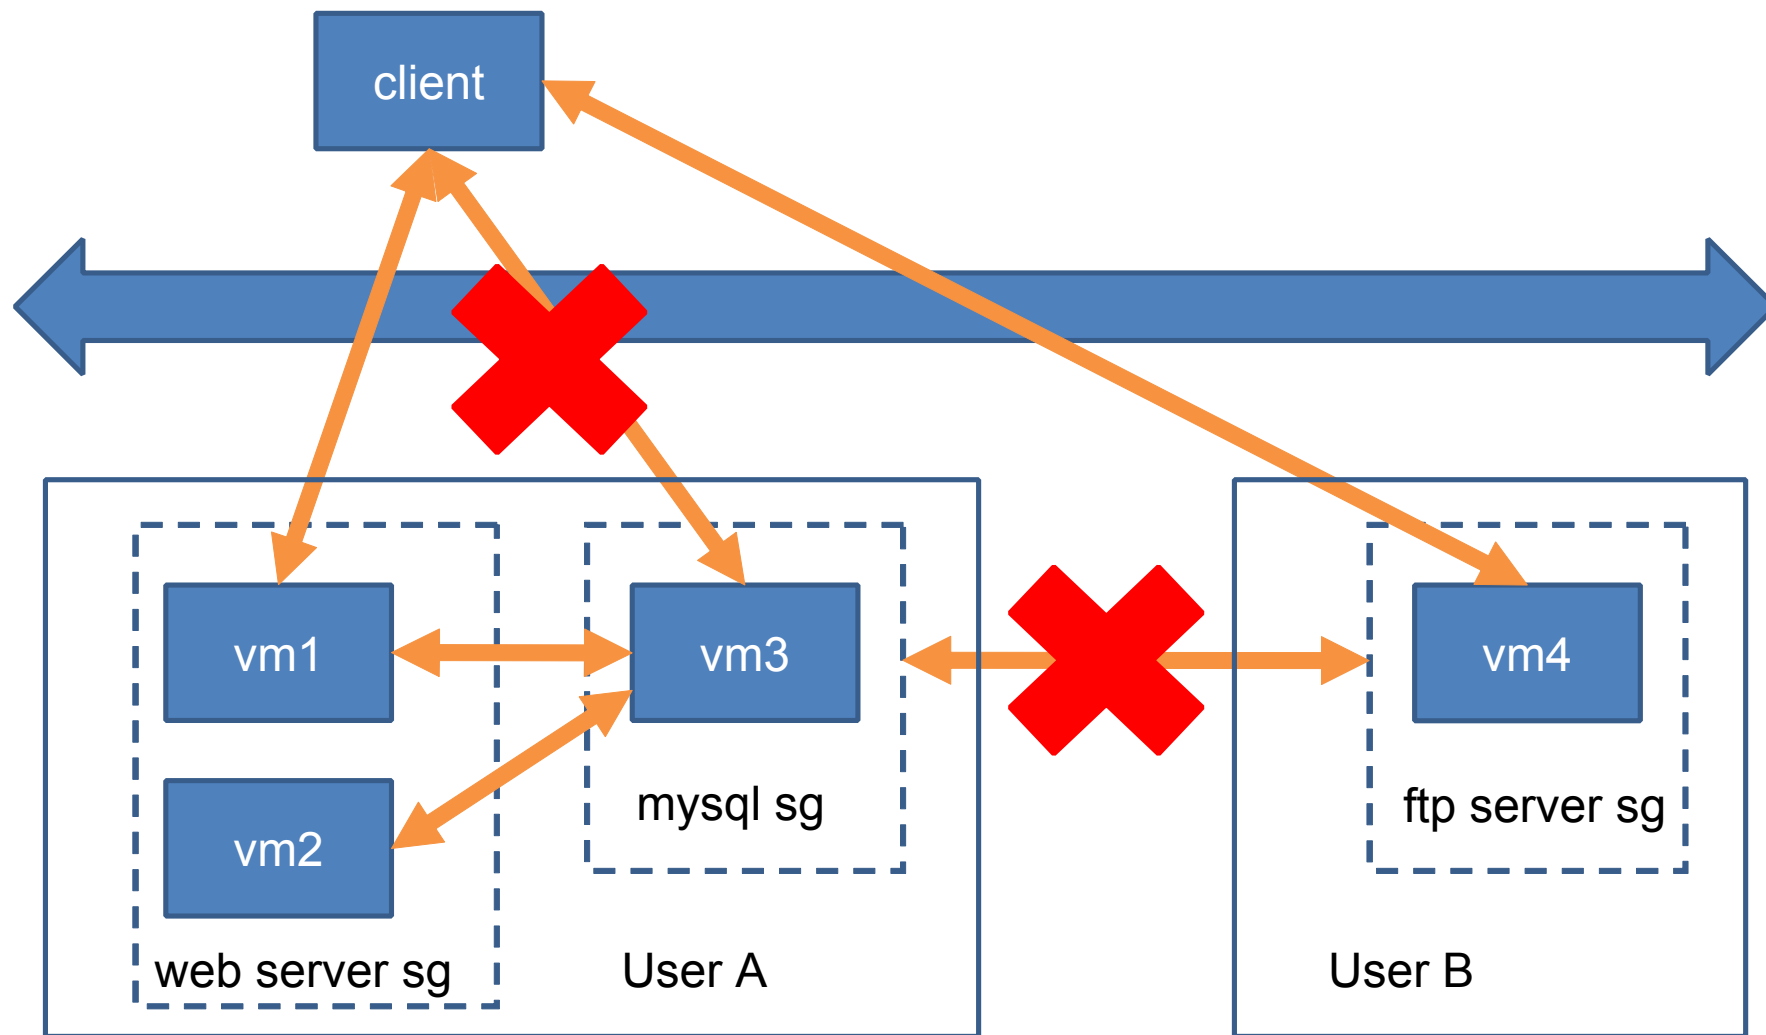 client
vm1
vm3
vm4
mysql sg
ftp server sg
vm2
web server sg
User A
User B